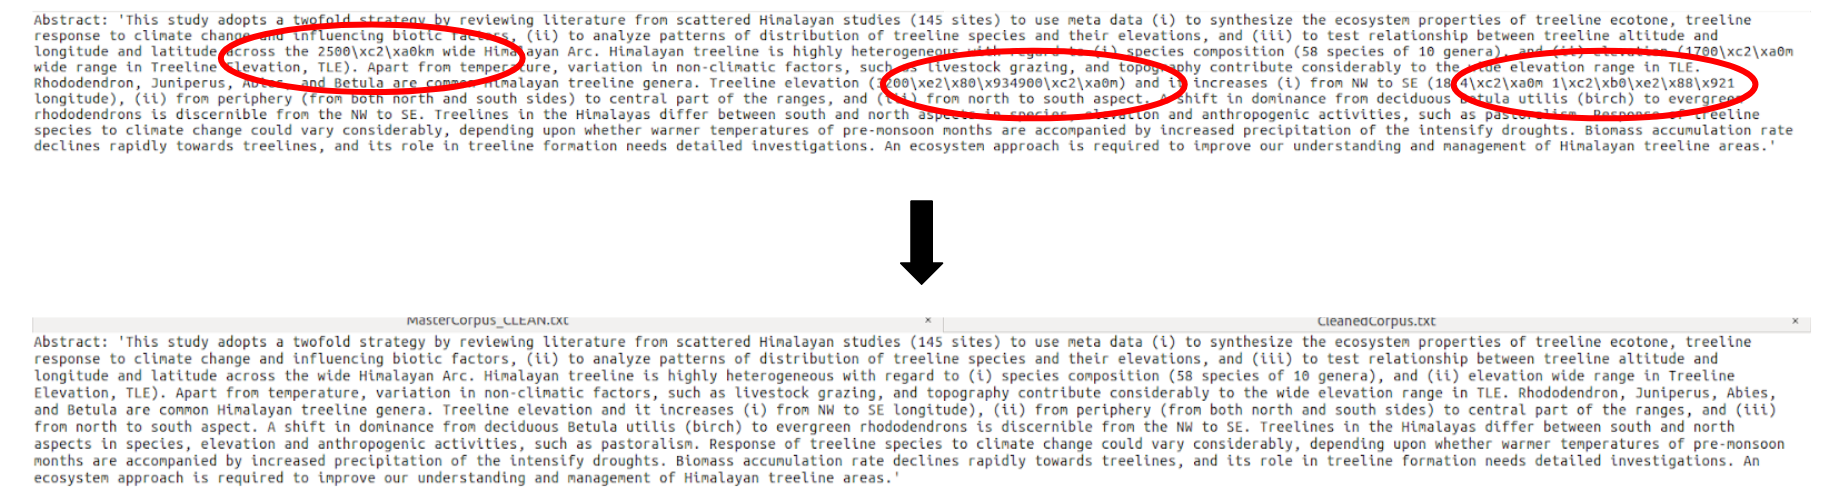 Abstract: 'This study adopts a twofold strategy by reviewing literature from scattered Himalayan studies (145 sites) to use meta data (i) to synthesize the ecosystem properties of treeline ecotone, treeline
response to climate change and influencing biotic factors, (ii) to analyze patterns of distribution of treeline species and their elevations, and (iii) to test relationship between treeline altitude and
longitude and latitude across the 2500\xc2\xa0km wide Himalayan Arc. Himalayan treeline is highly heterogeneous with regard to (i) species composition (58 species of 10 genera), and (ii) elevation (1700\xc2\xa0m
wide range in Treeline Elevation, TLE). Apart from temperature, variation in non-climatic factors, such as livestock grazing, and topography contribute considerably to the wide elevation range in TLE.
Rhododendron, Juniperus, Abies, and Betula are common Himalayan treeline genera. Treeline elevation (3200\xe2\x80\x934900\xc2\xa0m) and it increases (i) from NW to SE (18.4\xc2\xa0m 1\xc2\xb0\xe2\x88\x921
longitude), (ii) from periphery (from both north and south sides) to central part of the ranges, and (iii) from north to south aspect. A shift in dominance from deciduous Betula utilis (birch) to evergreen
rhododendrons is discernible from the NW to SE. Treelines in the Himalayas differ between south and north aspects in species, elevation and anthropogenic activities, such as pastoralism. Response of treeline
species to climate change could vary considerably, depending upon whether warmer temperatures of pre-monsoon months are accompanied by increased precipitation of the intensify droughts. Biomass accumulation rate
declines rapidly towards treelines, and its role in treeline formation needs detailed investigations. An ecosystem approach is required to improve our understanding and management of Himalayan treeline areas.'
MasterCorpus_CLEAN.txt × CleanedCorpus.txt ×
Abstract: 'This study adopts a twofold strategy by reviewing literature from scattered Himalayan studies (145 sites) to use meta data (i) to synthesize the ecosystem properties of treeline ecotone, treeline
response to climate change and influencing biotic factors, (ii) to analyze patterns of distribution of treeline species and their elevations, and (iii) to test relationship between treeline altitude and
longitude and latitude across the wide Himalayan Arc. Himalayan treeline is highly heterogeneous with regard to (i) species composition (58 species of 10 genera), and (ii) elevation wide range in Treeline
Elevation, TLE). Apart from temperature, variation in non-climatic factors, such as livestock grazing, and topography contribute considerably to the wide elevation range in TLE. Rhododendron, Juniperus, Abies,
and Betula are common Himalayan treeline genera. Treeline elevation and it increases (i) from NW to SE longitude), (ii) from periphery (from both north and south sides) to central part of the ranges, and (iii)
from north to south aspect. A shift in dominance from deciduous Betula utilis (birch) to evergreen rhododendrons is discernible from the NW to SE. Treelines in the Himalayas differ between south and north
aspects in species, elevation and anthropogenic activities, such as pastoralism. Response of treeline species to climate change could vary considerably, depending upon whether warmer temperatures of pre-monsoon
months are accompanied by increased precipitation of the intensify droughts. Biomass accumulation rate declines rapidly towards treelines, and its role in treeline formation needs detailed investigations. An
ecosystem approach is required to improve our understanding and management of Himalayan treeline areas.'